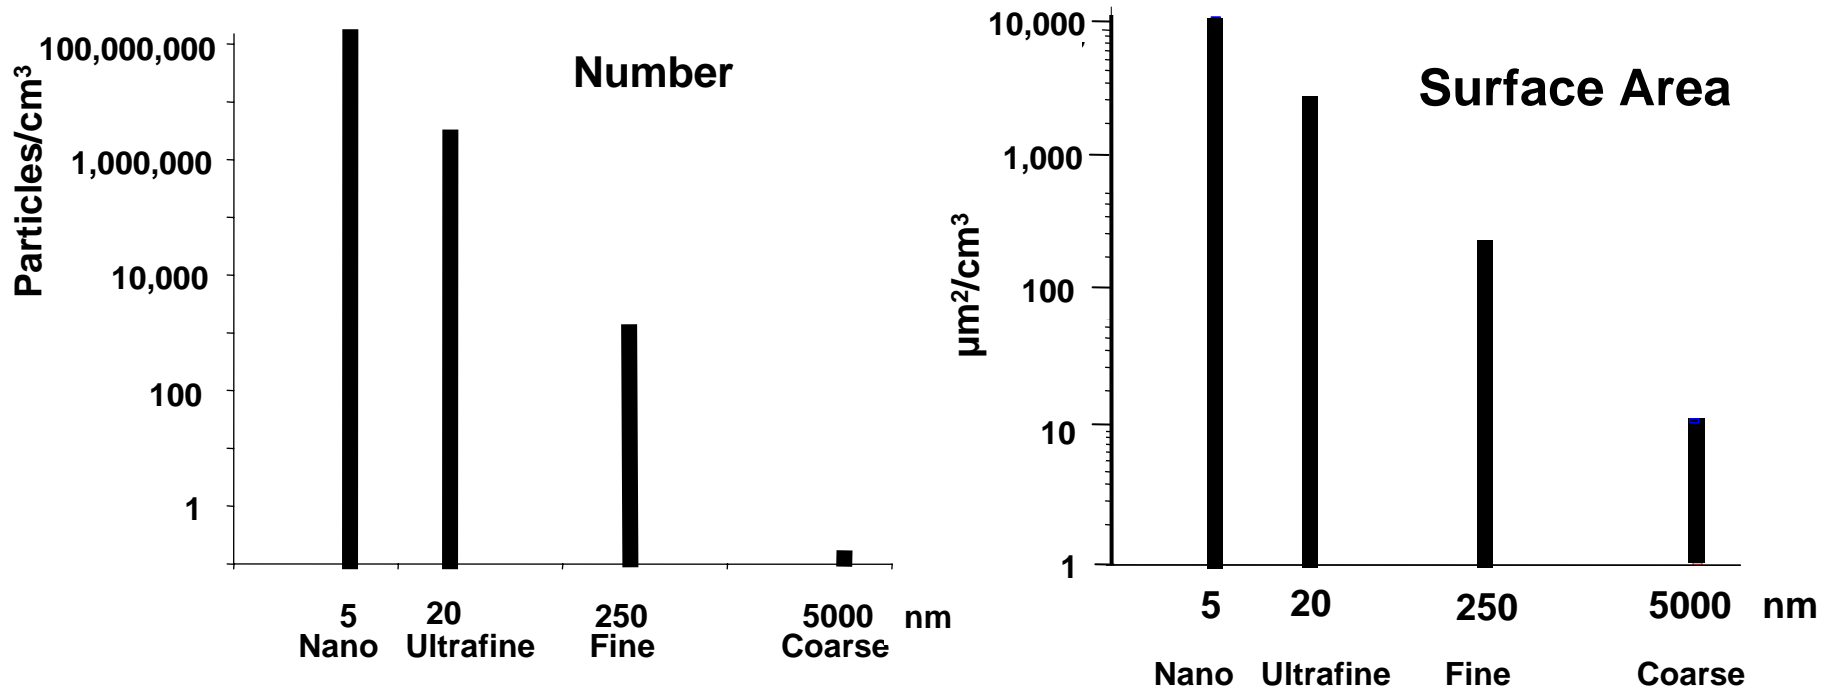 Number
Particles/cm³
100,000,000
1,000,000
10,000
100
1
5 20 250 5000 nm
Nano Ultrafine Fine Coarse
Surface Area
µm²/cm³
10,000
1,000
100
10
1
5 20 250 5000 nm
Nano Ultrafine Fine Coarse